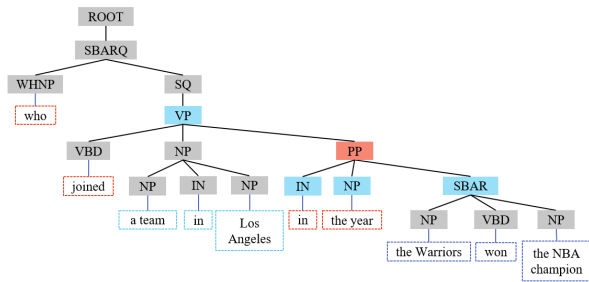 ROOT
SBARQ
WHNP SQ
who VP
VBD NP PP
joined NP IN NP IN NP SBAR
a team in Los Angeles in the year NP VBD NP
the Warriors won the NBA champion